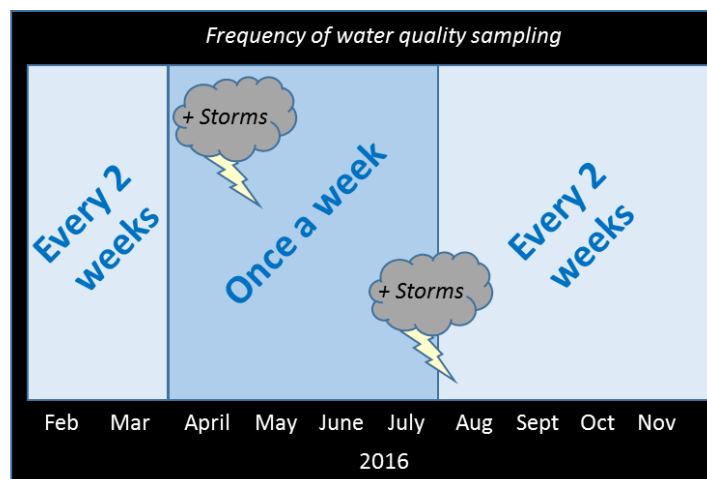 Frequency of water quality sampling
+ Storms
Every 2
weeks
Once a week
Every 2
weeks
+ Storms
Feb Mar April May June July Aug Sept Oct Nov
2016